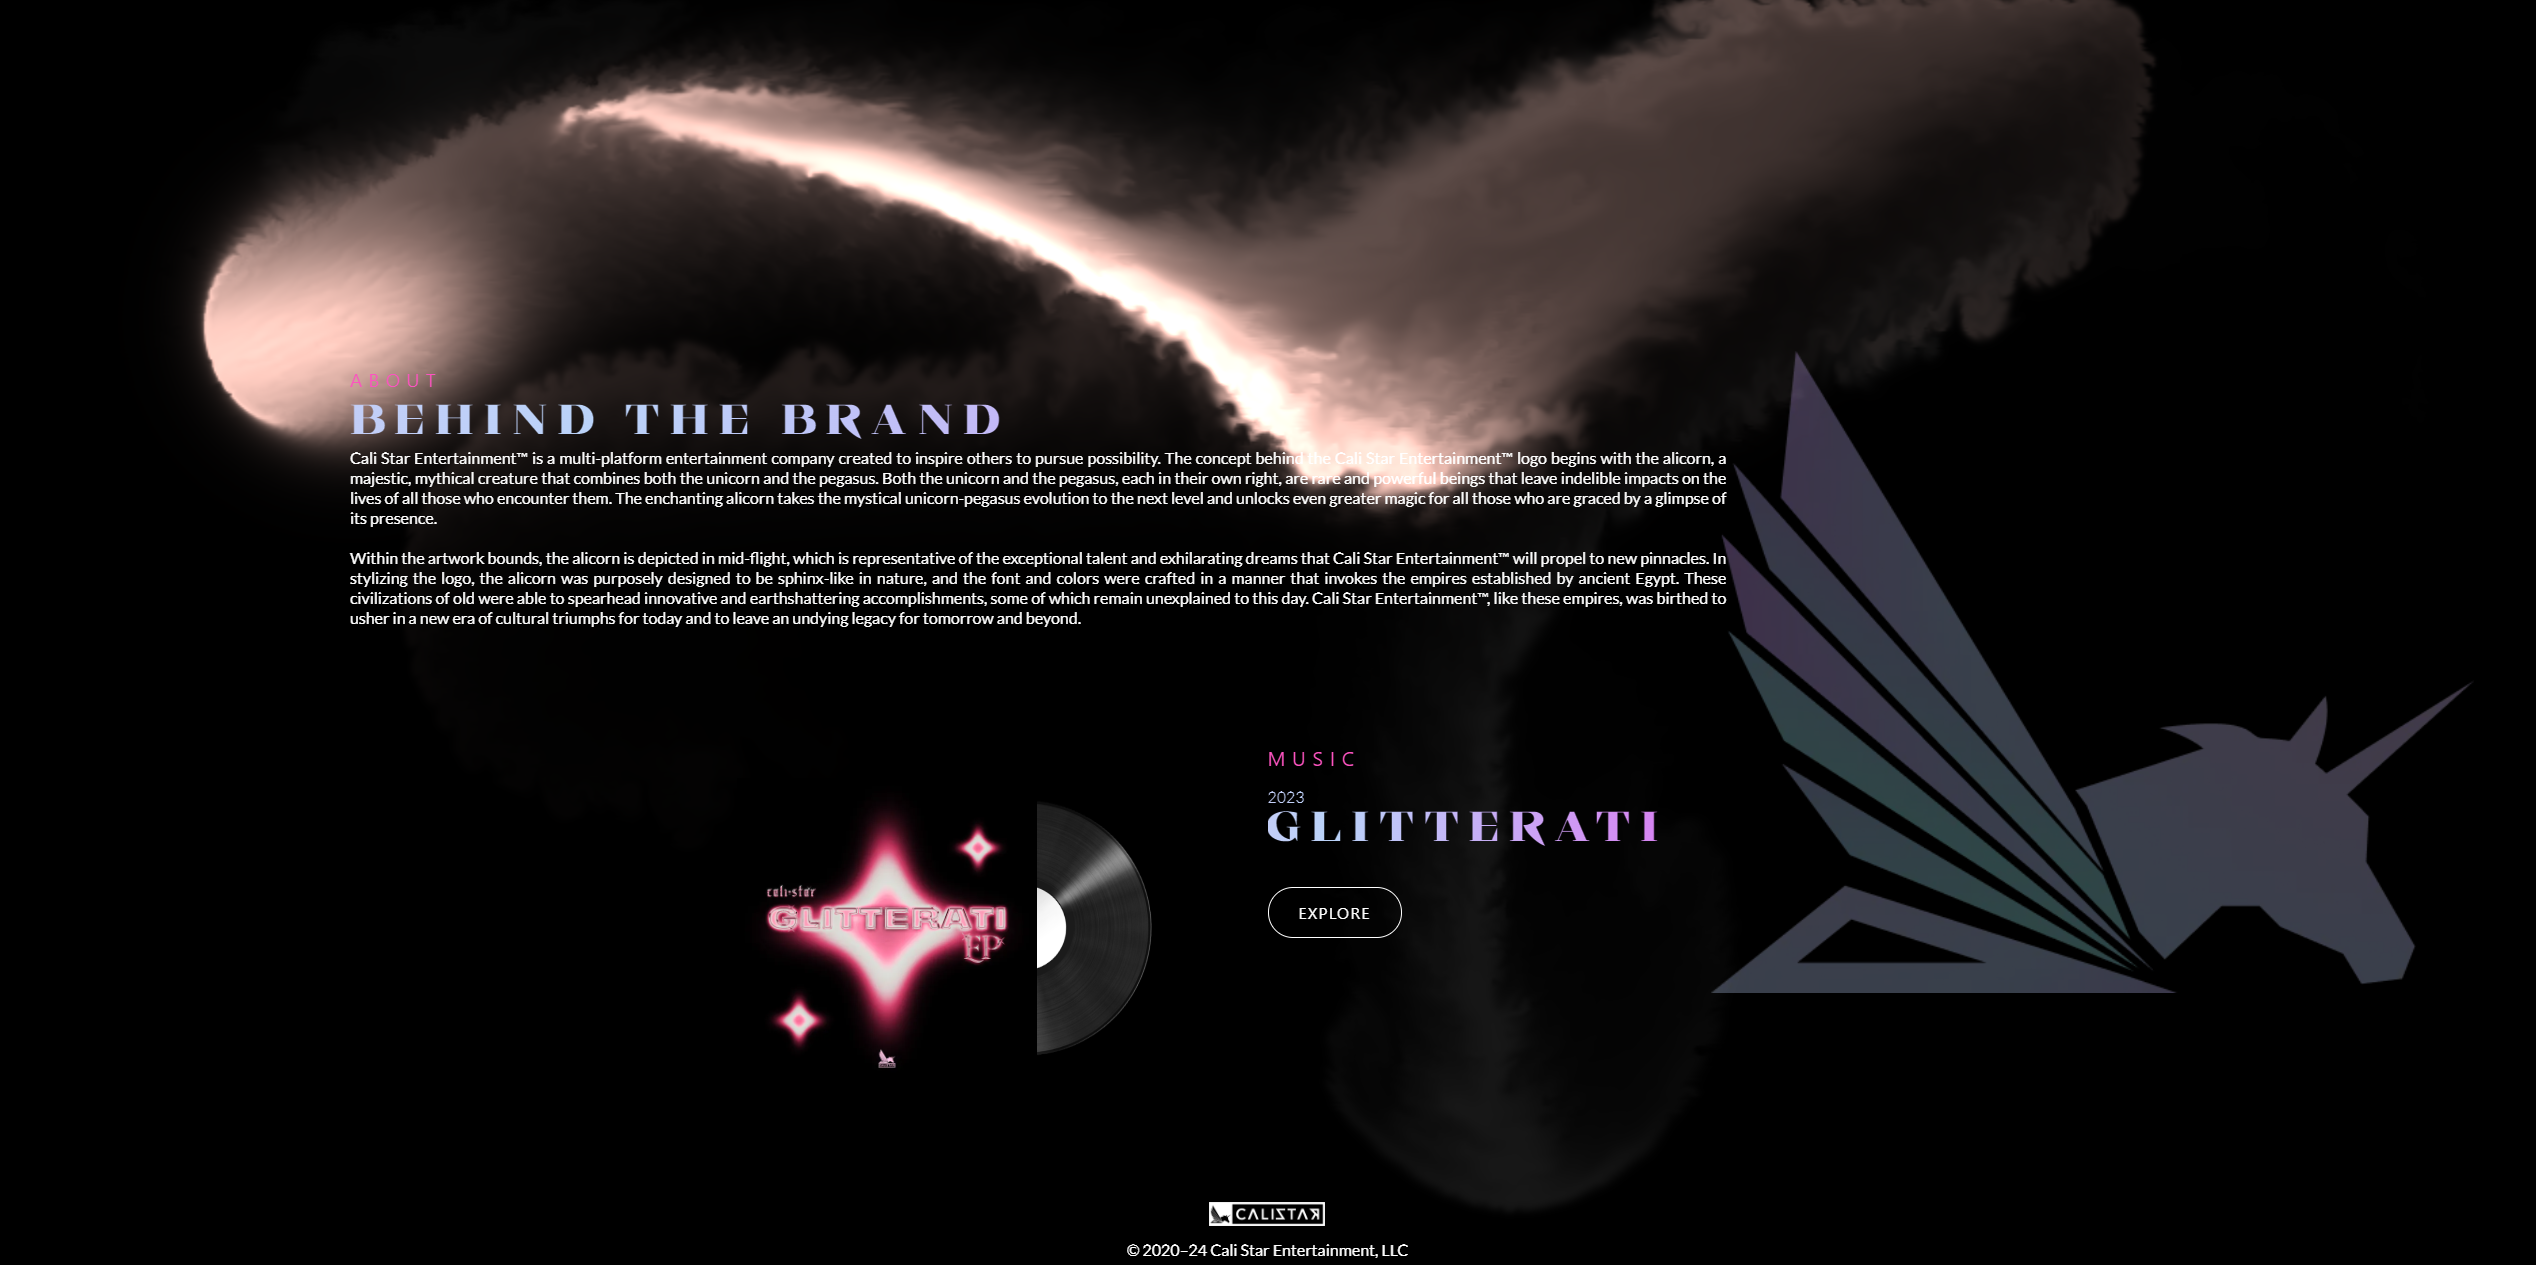 ABOUT
BEHIND THE BRAND
Cali Star Entertainment™ is a multi-platform entertainment company created to inspire others to pursue possibility. The concept behind the Cali Star Entertainment™ logo begins with the alicorn, a
majestic, mythical creature that combines both the unicorn and the pegasus. Both the unicorn and the pegasus, each in their own right, are rare and powerful beings that leave indelible impacts on the
lives of all those who encounter them. The enchanting alicorn takes the mystical unicorn-pegasus evolution to the next level and unlocks even greater magic for all those who are graced by a glimpse of
its presence.
Within the artwork bounds, the alicorn is depicted in mid-flight, which is representative of the exceptional talent and exhilarating dreams that Cali Star Entertainment™ will propel to new pinnacles. In
stylizing the logo, the alicorn was purposely designed to be sphinx-like in nature, and the font and colors were crafted in a manner that invokes the empires established by ancient Egypt. These
civilizations of old were able to spearhead innovative and earthshattering accomplishments, some of which remain unexplained to this day. Cali Star Entertainment™, like these empires, was birthed to
usher in a new era of cultural triumphs for today and to leave an undying legacy for tomorrow and beyond.
cali-star
GLITTERATI
EP
MUSIC
2023
GLITTERATI
EXPLORE
CALISTAR
© 2020–24 Cali Star Entertainment, LLC